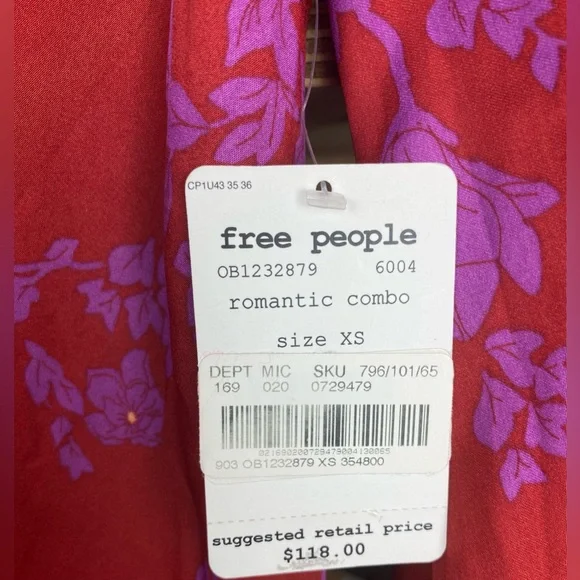 CP1U43 35 36
free people
OB1232879 6004
romantic combo
size XS
DEPT MIC SKU 796/101/65
169 020 0729479
903 OB1232879 XS 354800
suggested retail price
$118.00